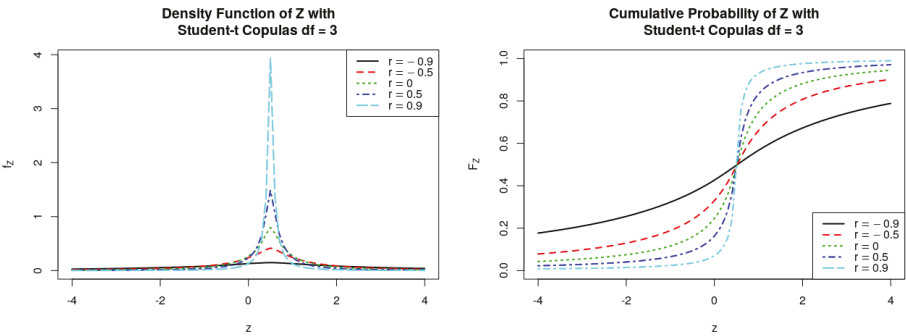 Density Function of Z with
Student-t Copulas df = 3
4
3
2
1
0
f_Z
r = − 0.9
r = − 0.5
r = 0
r = 0.5
r = 0.9
-4
-2
0
2
4
z
Cumulative Probability of Z with
Student-t Copulas df = 3
1.0
0.8
0.6
0.4
0.2
0.0
F_Z
r = − 0.9
r = − 0.5
r = 0
r = 0.5
r = 0.9
-4
-2
0
2
4
z